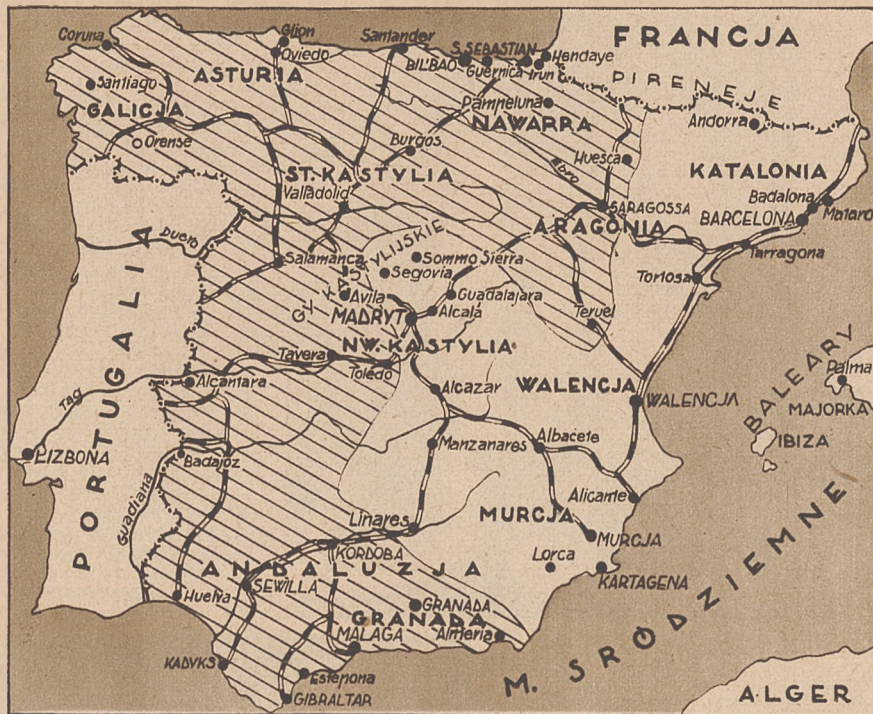 Coruna
Gijon
Oviedo
Santander
S. SEBASTIAN
Hendaye
FRANCJA
BILBAO
Guernica
Irun
ASTURIA
PIRENEJE
Santiago
Pampeluna
NAWARRA
GALICJA
Andorra
Orense
Burgos
Huesca
KATALONIA
ST. KASTYLIA
Ebro
Valladolid
Badalona
SARAGOSSA
BARCELONA
Mataro
ARAGONIA
Duero
Tarragona
Salamanca
Sommo Sierra
Segovia
Tortosa
Avila
Guadalajara
MADRYT
Alcalá
Teruel
NW. KASTYLIA
Tavera
Toledo
Palma
Alcantara
Alcazar
WALENCJA
WALENCJA
BALEARY
MAJORKA
Tag
PORTUGALIA
IBIZA
LIZBONA
Badajoz
Manzanares
Albacete
Guadiana
Alicante
Linares
MURCJA
MURCJA
KORDOBA
Lorca
ANDALUZJA
SEWILLA
KARTAGENA
Huelva
GRANADA
GRANADA
MALAGA
Almeria
KADYKS
Estepona
GIBRALTAR
M. SRÓDZIEMNE
ALGER